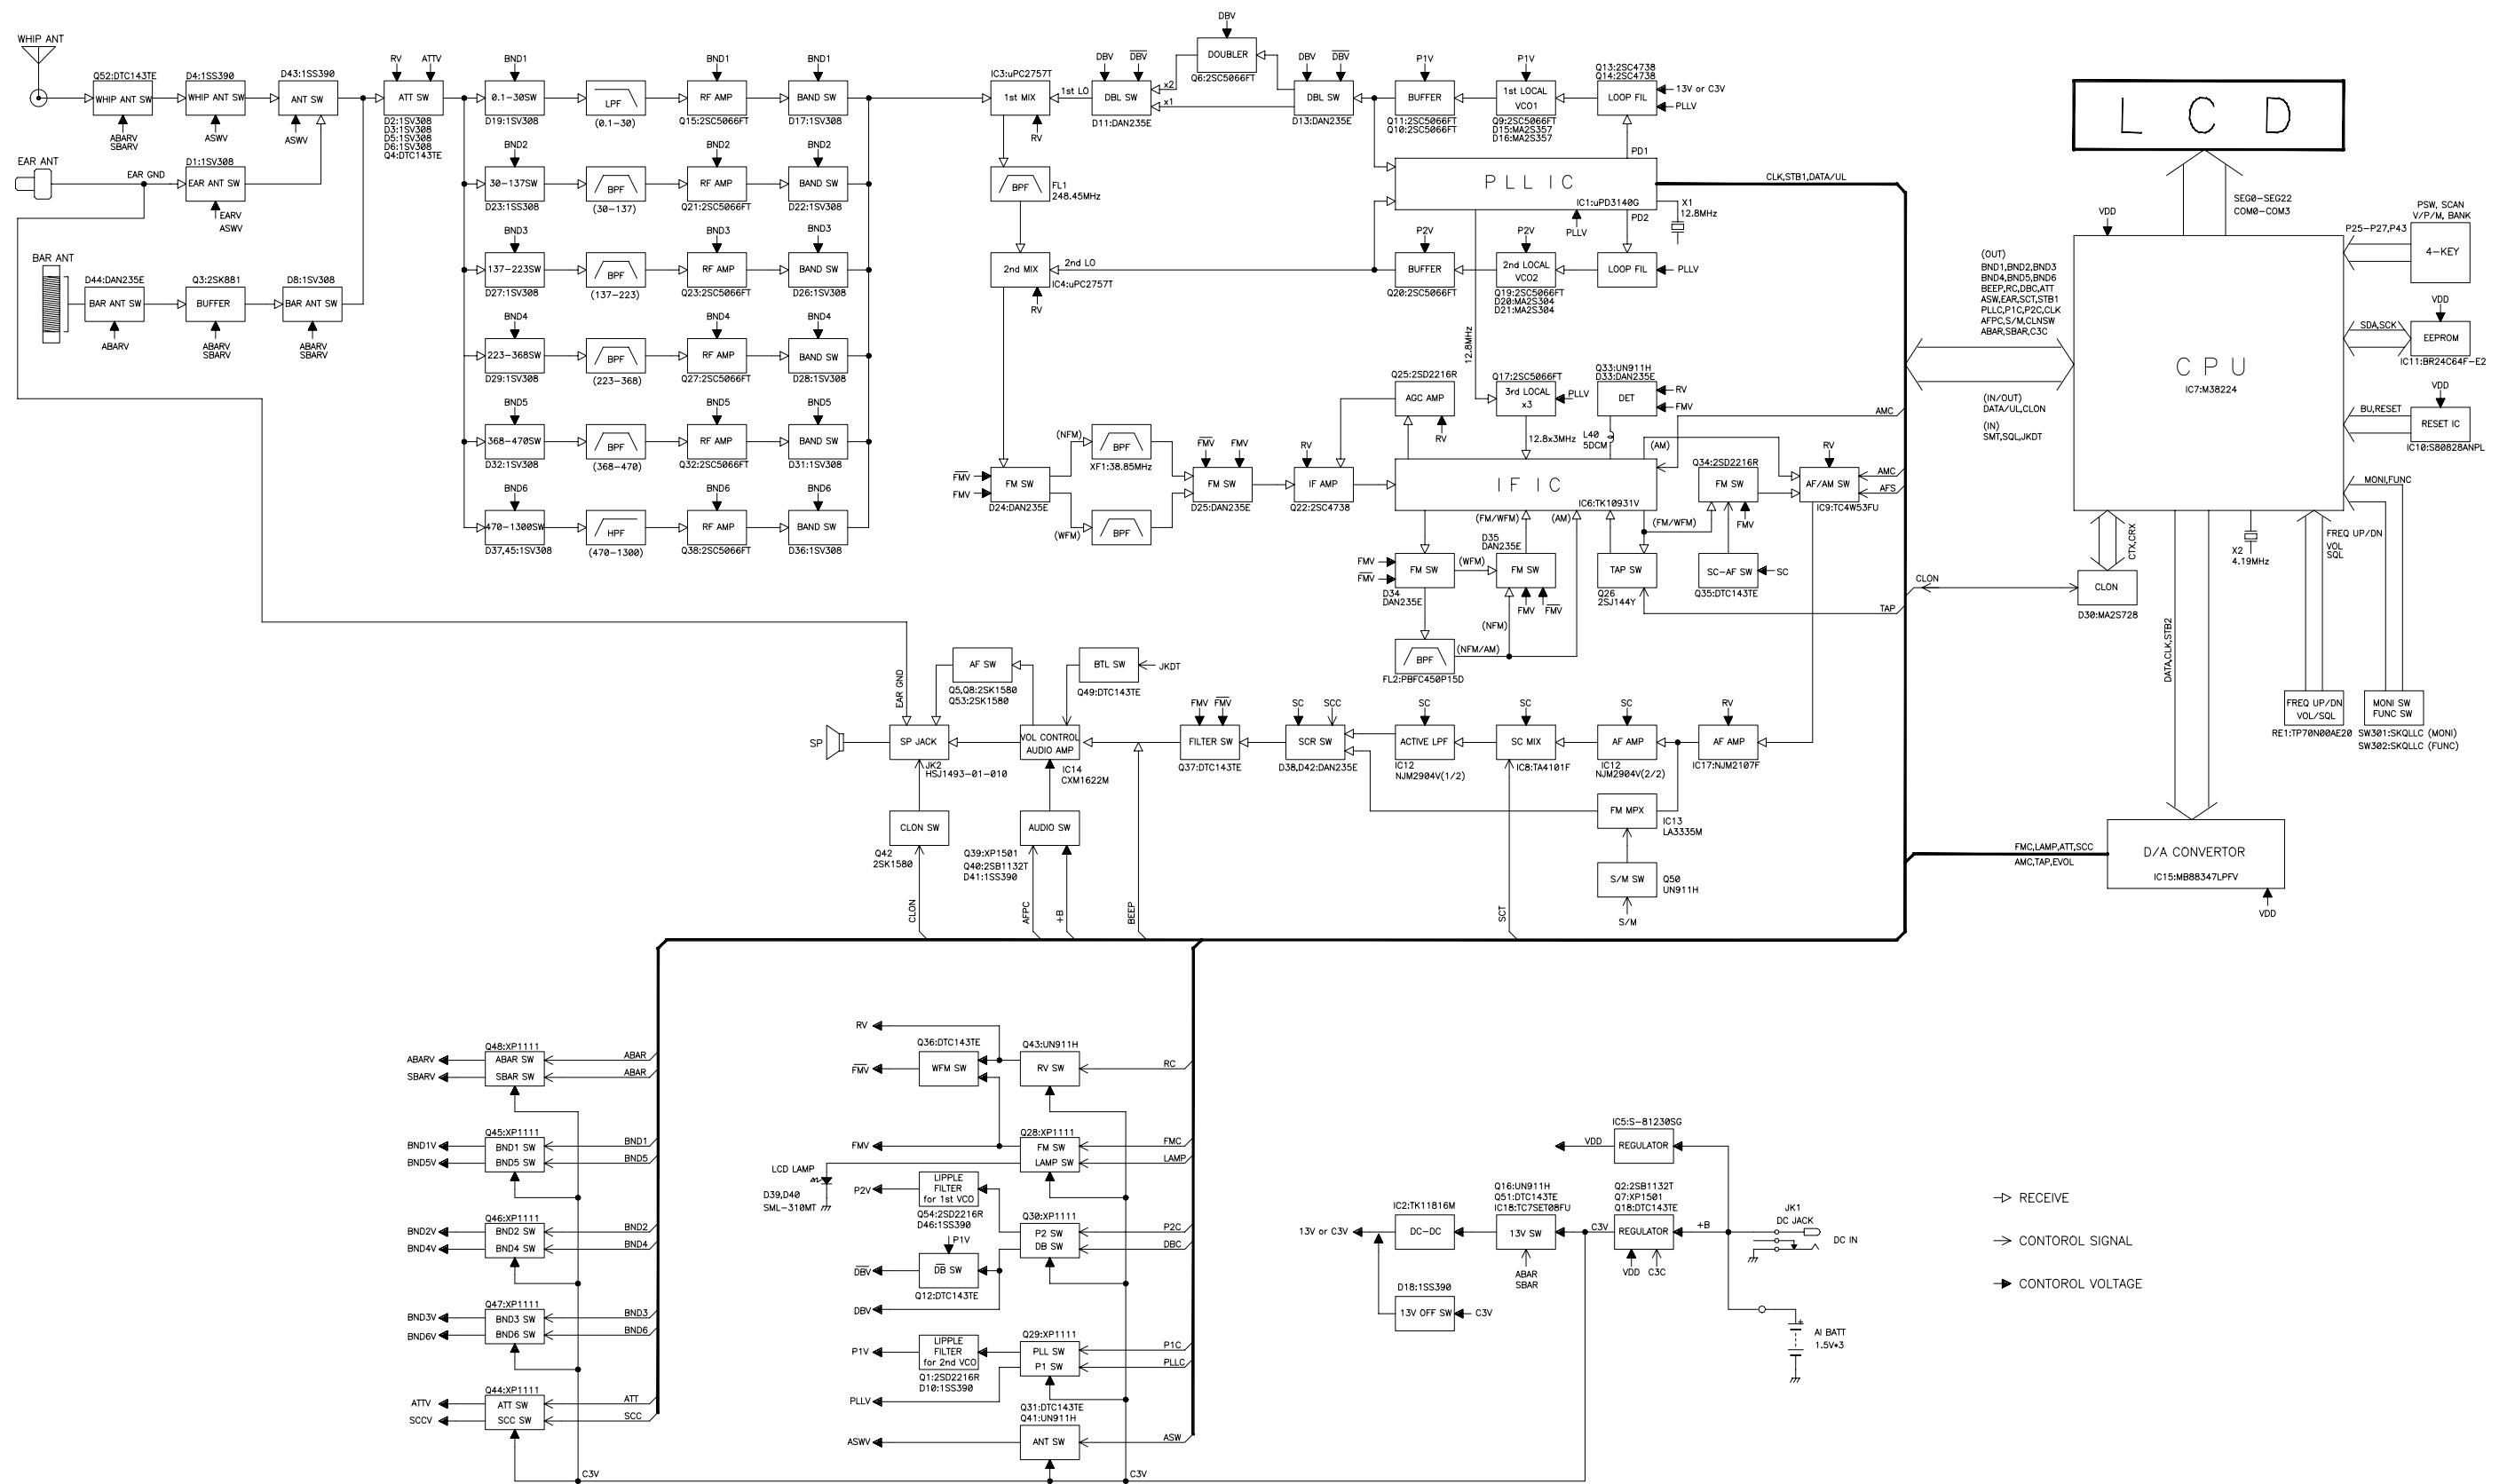 WHIP ANT
Q52:DTC143TE
WHIP ANT SW
ABARV
SBARV
D4:1SS390
WHIP ANT SW
ASWV
D43:1SS390
ANT SW
ASWV
RV
ATTV
ATT SW
D2:1SV308
D3:1SV308
D5:1SV308
D6:1SV308
Q4:DTC143TE
EAR ANT
EAR GND
D1:1SV308
EAR ANT SW
EARV
ASWV
BAR ANT
D44:DAN235E
BAR ANT SW
ABARV
Q3:2SK881
BUFFER
ABARV
SBARV
D8:1SV308
BAR ANT SW
ABARV
SBARV
BND1
0.1-30SW
D19:1SV308
LPF
(0.1-30)
BND1
RF AMP
Q15:2SC5066FT
BND1
BAND SW
D17:1SV308
BND2
30-137SW
D23:1SS308
BPF
(30-137)
BND2
RF AMP
Q21:2SC5066FT
BND2
BAND SW
D22:1SV308
BND3
137-223SW
D27:1SV308
BPF
(137-223)
BND3
RF AMP
Q23:2SC5066FT
BND3
BAND SW
D26:1SV308
BND4
223-368SW
D29:1SV308
BPF
(223-368)
BND4
RF AMP
Q27:2SC5066FT
BND4
BAND SW
D28:1SV308
BND5
368-470SW
D32:1SV308
BPF
(368-470)
BND5
RF AMP
Q32:2SC5066FT
BND5
BAND SW
D31:1SV308
BND6
470-1300SW
D37,45:1SV308
HPF
(470-1300)
BND6
RF AMP
Q38:2SC5066FT
BND6
BAND SW
D36:1SV308
IC3:uPC2757T
1st MIX
RV
1st LO
DBV
DBV
DBL SW
D11:DAN235E
x2
x1
DBV
DOUBLER
Q6:2SC5066FT
DBV
DBV
DBL SW
D13:DAN235E
P1V
BUFFER
Q11:2SC5066FT
Q10:2SC5066FT
P1V
1st LOCAL
VCO1
Q9:2SC5066FT
D15:MA2S357
D16:MA2S357
Q13:2SC4738
Q14:2SC4738
LOOP FIL
13V or C3V
PLLV
PD1
PLL IC
IC1:uPD3140G
PLLV
PD2
X1
12.8MHz
CLK,STB1,DATA/UL
BPF
FL1
248.45MHz
2nd MIX
IC4:uPC2757T
RV
2nd LO
P2V
BUFFER
Q20:2SC5066FT
P2V
2nd LOCAL
VCO2
Q19:2SC5066FT
D20:MA2S304
D21:MA2S304
LOOP FIL
PLLV
12.8MHz
FMV
FMV
FM SW
D24:DAN235E
(NFM)
(WFM)
BPF
XF1:38.85MHz
BPF
FMV
FMV
FM SW
D25:DAN235E
RV
IF AMP
Q22:2SC4738
Q25:2SD2216R
AGC AMP
RV
Q17:2SC5066FT
3rd LOCAL
x3
PLLV
12.8x3MHz
Q33:UN911H
D33:DAN235E
DET
RV
FMV
L40
5DCM
(AM)
AMC
IF IC
IC6:TK10931V
Q34:2SD2216R
FM SW
FMV
RV
AF/AM SW
IC9:TC4W53FU
AMC
AFS
(FM/WFM)
(AM)
(FM/WFM)
FMV
FMV
FM SW
D34
DAN235E
(WFM)
D35
DAN235E
FM SW
FMV
FMV
(NFM)
TAP SW
Q26
2SJ144Y
TAP
SC-AF SW
SC
Q35:DTC143TE
BPF
(NFM/AM)
FL2:PBFC450P15D
EAR GND
SP
SP JACK
JK2
HSJ1493-01-010
AF SW
Q5,Q8:2SK1580
Q53:2SK1580
VOL CONTROL
AUDIO AMP
IC14
CXM1622M
BTL SW
JKDT
Q49:DTC143TE
FMV
FMV
FILTER SW
Q37:DTC143TE
SC
SCC
SCR SW
D38,D42:DAN235E
SC
ACTIVE LPF
IC12
NJM2904V(1/2)
SC
SC MIX
IC8:TA4101F
SC
AF AMP
IC12
NJM2904V(2/2)
RV
AF AMP
IC17:NJM2107F
FM MPX
IC13
LA3335M
S/M SW
Q50
UN911H
S/M
CLON SW
Q42
2SK1580
CLON
AUDIO SW
Q39:XP1501
Q40:2SB1132T
D41:1SS390
AFPC
+B
BEEP
SCT
LCD
SEG0-SEG22
COM0-COM3
VDD
CPU
IC7:M38224
(OUT)
BND1,BND2,BND3
BND4,BND5,BND6
BEEP,RC,DBC,ATT
ASW,EAR,SCT,STB1
PLLC,P1C,P2C,CLK
AFPC,S/M,CLNSW
ABAR,SBAR,C3C
(IN/OUT)
DATA/UL,CLON
(IN)
SMT,SQL,JKDT
PSW, SCAN
V/P/M, BANK
P25-P27,P43
4-KEY
VDD
SDA,SCK
EEPROM
IC11:BR24C64F-E2
VDD
BU,RESET
RESET IC
IC10:S80828ANPL
MONI,FUNC
CTX,CRX
CLON
CLON
D30:MA2S728
X2
4.19MHz
FREQ UP/DN
VOL
SQL
FREQ UP/DN
VOL/SQL
RE1:TP70N00AE20
MONI SW
FUNC SW
SW301:SKQLLC (MONI)
SW302:SKQLLC (FUNC)
DATA,CLK,STB2
FMC,LAMP,ATT,SCC
AMC,TAP,EVOL
D/A CONVERTOR
IC15:MB88347LPFV
VDD
Q48:XP1111
ABARV
ABAR SW
ABAR
SBARV
SBAR SW
ABAR
Q45:XP1111
BND1V
BND1 SW
BND1
BND5V
BND5 SW
BND5
Q46:XP1111
BND2V
BND2 SW
BND2
BND4V
BND4 SW
BND4
Q47:XP1111
BND3V
BND3 SW
BND3
BND6V
BND6 SW
BND6
Q44:XP1111
ATTV
ATT SW
ATT
SCCV
SCC SW
SCC
C3V
RV
Q36:DTC143TE
FMV
WFM SW
Q43:UN911H
RV SW
RC
FMV
Q28:XP1111
FM SW
FMC
LAMP SW
LAMP
LCD LAMP
D39,D40
SML-310MT
P2V
LIPPLE
FILTER
for 1st VCO
Q54:2SD2216R
D46:1SS390
Q30:XP1111
P2 SW
P2C
DB SW
DBC
P1V
DBV
DB SW
Q12:DTC143TE
DBV
P1V
LIPPLE
FILTER
for 2nd VCO
Q1:2SD2216R
D10:1SS390
Q29:XP1111
PLL SW
P1C
P1 SW
PLLC
PLLV
Q31:DTC143TE
Q41:UN911H
ASWV
ANT SW
ASW
C3V
IC5:S-81230SG
VDD
REGULATOR
13V or C3V
IC2:TK11816M
DC-DC
Q16:UN911H
Q51:DTC143TE
IC18:TC7SET08FU
13V SW
ABAR
SBAR
C3V
Q2:2SB1132T
Q7:XP1501
Q18:DTC143TE
REGULATOR
VDD
C3C
+B
JK1
DC JACK
DC IN
D18:1SS390
13V OFF SW
C3V
+
Al BATT
1.5V*3
RECEIVE
CONTOROL SIGNAL
CONTOROL VOLTAGE